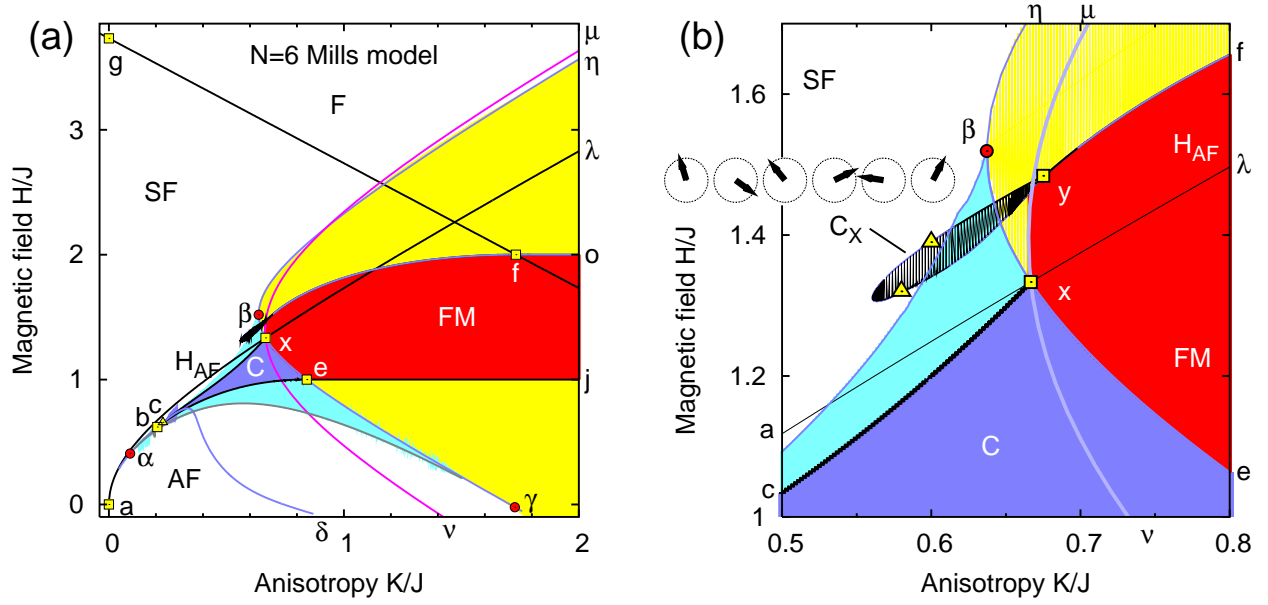 (a)
N=6 Mills model
g
F
SF
β
H_AF
x
C
e
FM
f
b
c
α
AF
a
γ
μ
η
λ
o
j
3
2
1
0
0
δ
1
ν
2
Magnetic field H/J
Anisotropy K/J
(b)
η
μ
SF
β
f
H_AF
λ
y
C_X
x
FM
C
a
c
e
ν
1.6
1.4
1.2
1
0.5
0.6
0.7
0.8
Magnetic field H/J
Anisotropy K/J